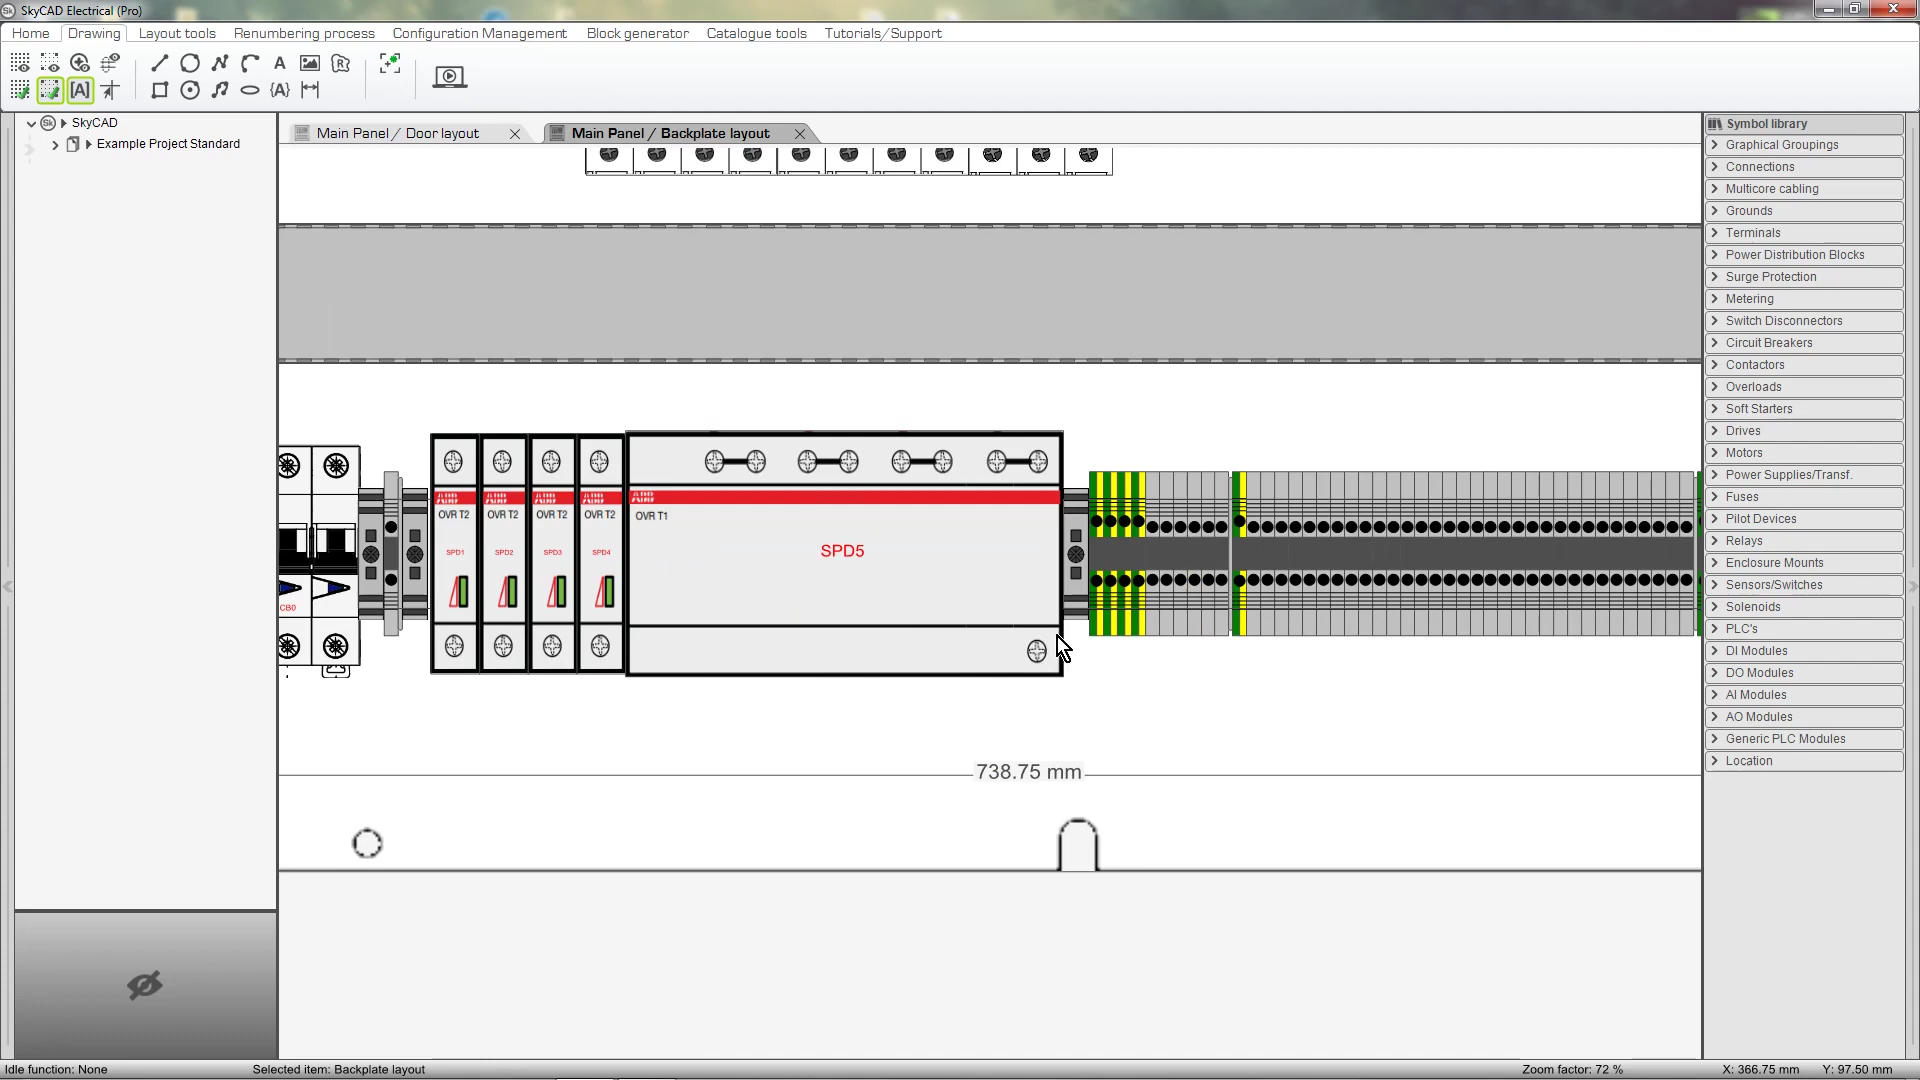 SkyCAD Electrical (Pro)
Home Drawing Layout tools Renumbering process Configuration Management Block generator Catalogue tools Tutorials/Support
SkyCAD
Example Project Standard
Main Panel / Door layout
Main Panel / Backplate layout
ABB ABB ABB ABB ABB
OVR T2 OVR T2 OVR T2 OVR T2 OVR T1
SPD1 SPD2 SPD3 SPD4 SPD5
CB0
738.75 mm
Symbol library
Graphical Groupings
Connections
Multicore cabling
Grounds
Terminals
Power Distribution Blocks
Surge Protection
Metering
Switch Disconnectors
Circuit Breakers
Contactors
Overloads
Soft Starters
Drives
Motors
Power Supplies/Transf.
Fuses
Pilot Devices
Relays
Enclosure Mounts
Sensors/Switches
Solenoids
PLC's
DI Modules
DO Modules
AI Modules
AO Modules
Generic PLC Modules
Location
Idle function: None Selected item: Backplate layout Zoom factor: 72 % X: 366.75 mm Y: 97.50 mm